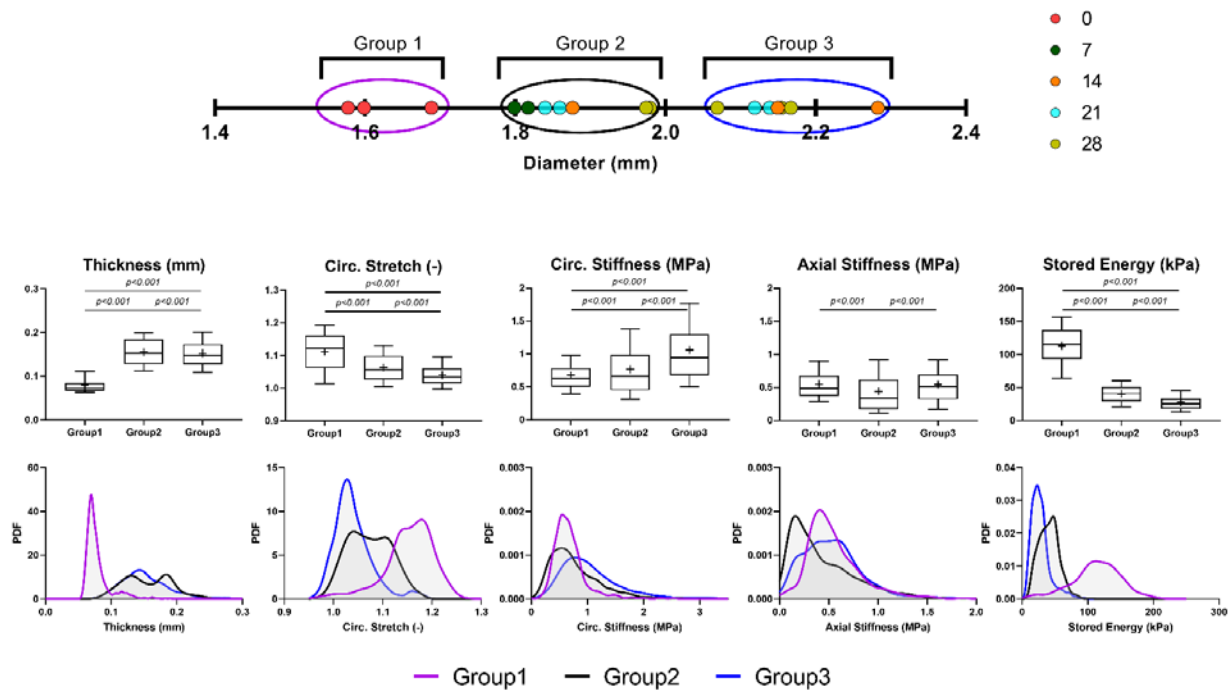 Group 1 Group 2 Group 3
0
7
14
21
28
1.4 1.6 1.8 2.0 2.2 2.4
Diameter (mm)
Thickness (mm) Circ. Stretch (-) Circ. Stiffness (MPa) Axial Stiffness (MPa) Stored Energy (kPa)
p<0.001 p<0.001 p<0.001 p<0.001
p<0.001 p<0.001 p<0.001 p<0.001 p<0.001 p<0.001 p<0.001 p<0.001 p<0.001 p<0.001
0.3 1.3 2 2 200
0.2 1.2 1.5 1.5 150
0.1 1.1 1 1 100
1.0 0.5 0.5 50
0.0 0.9 0.0 0.0 0
Group1 Group2 Group3 Group1 Group2 Group3 Group1 Group2 Group3 Group1 Group2 Group3 Group1 Group2 Group3
60 15 0.003 0.003 0.04
40 10 0.002 0.002 0.03
0.02
20 5 0.001 0.001 0.01
0 0 0.000 0.000 0.00
PDF PDF PDF PDF PDF
0.1 0.2 0.3 0.9 1.0 1.1 1.2 1.3 0 1 2 3 0.0 0.5 1.0 1.5 2.0 0 100 200 300
Thickness (mm) Circ. Stretch (-) Circ. Stiffness (MPa) Axial Stiffness (MPa) Stored Energy (kPa)
Group1 Group2 Group3